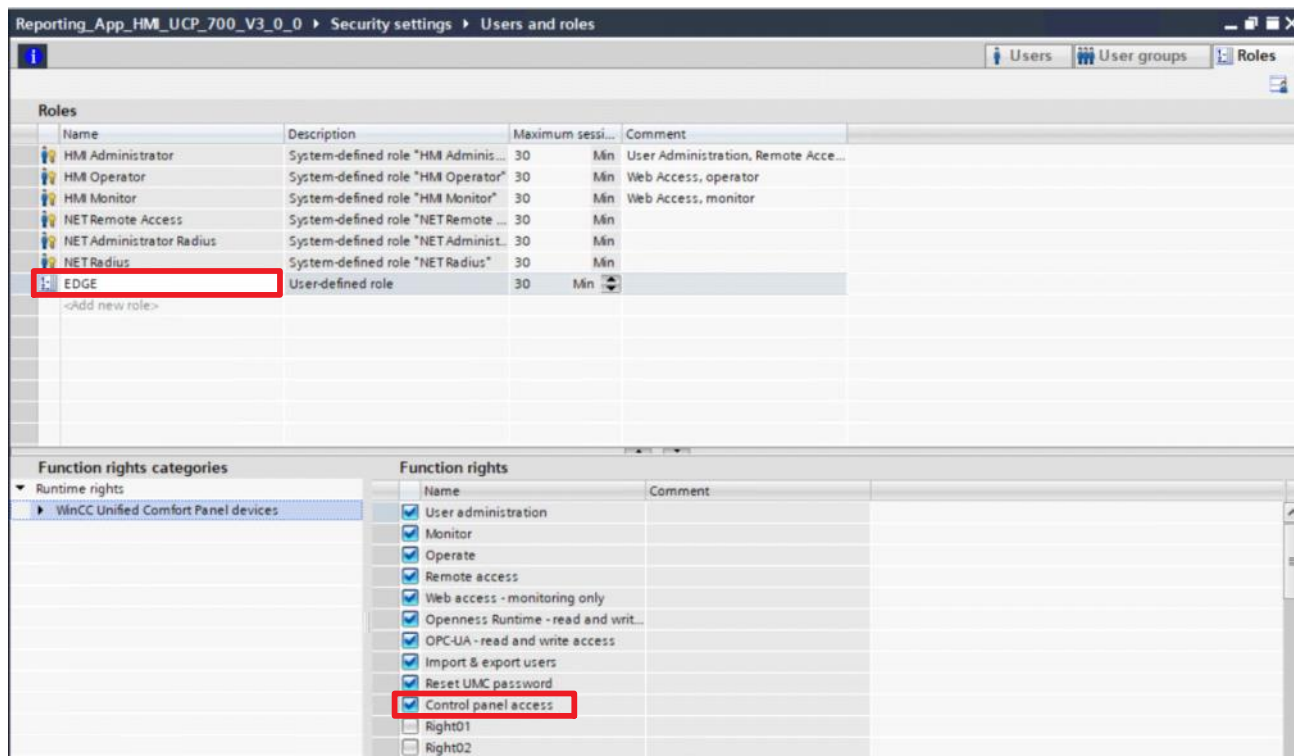 Reporting_App_HMI_UCP_700_V3_0_0 ▸ Security settings ▸ Users and roles
Users User groups Roles
Roles
Name Description Maximum sessi... Comment
HMI Administrator System-defined role "HMI Adminis... 30 Min User Administration, Remote Acce...
HMI Operator System-defined role "HMI Operator" 30 Min Web Access, operator
HMI Monitor System-defined role "HMI Monitor" 30 Min Web Access, monitor
NET Remote Access System-defined role "NET Remote ... 30 Min
NET Administrator Radius System-defined role "NET Administ... 30 Min
NET Radius System-defined role "NET Radius" 30 Min
EDGE User-defined role 30 Min
<Add new role>
Function rights categories Function rights
Runtime rights Name Comment
WinCC Unified Comfort Panel devices User administration
Monitor
Operate
Remote access
Web access - monitoring only
Openness Runtime - read and writ...
OPC-UA - read and write access
Import & export users
Reset UMC password
Control panel access
Right01
Right02